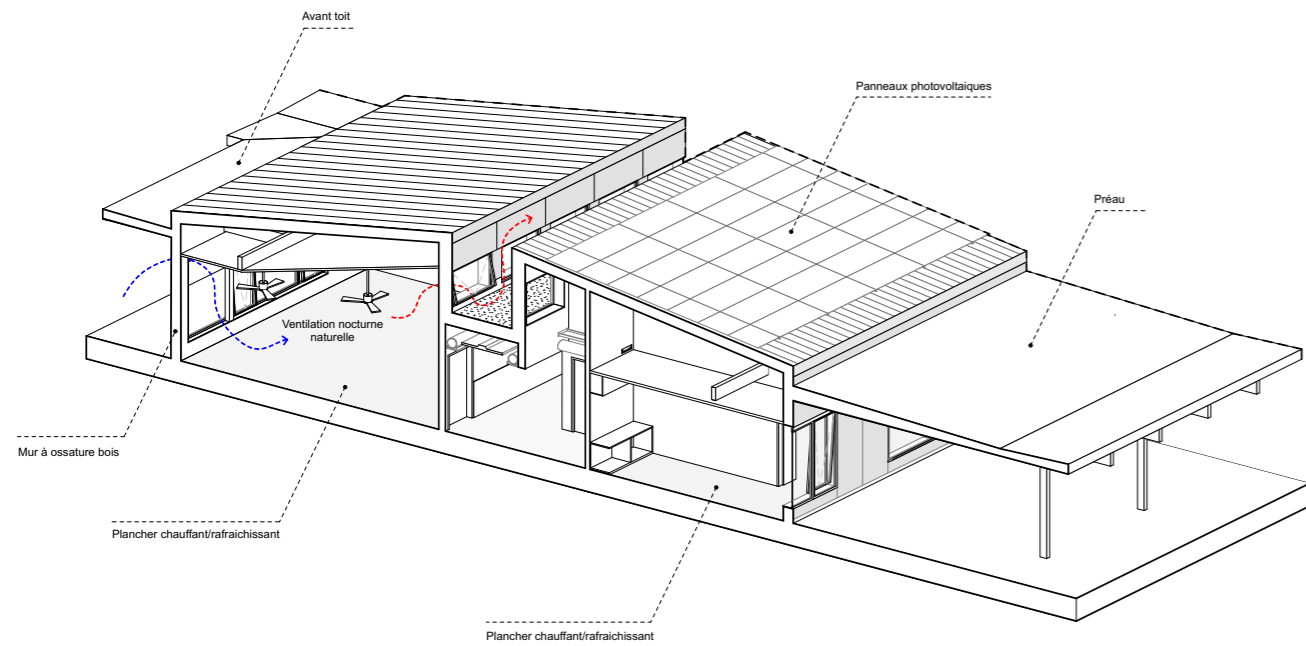 Avant toit
Panneaux photovoltaiques
Préau
Ventilation nocturne
naturelle
Mur à ossature bois
Plancher chauffant/rafraichissant
Plancher chauffant/rafraichissant